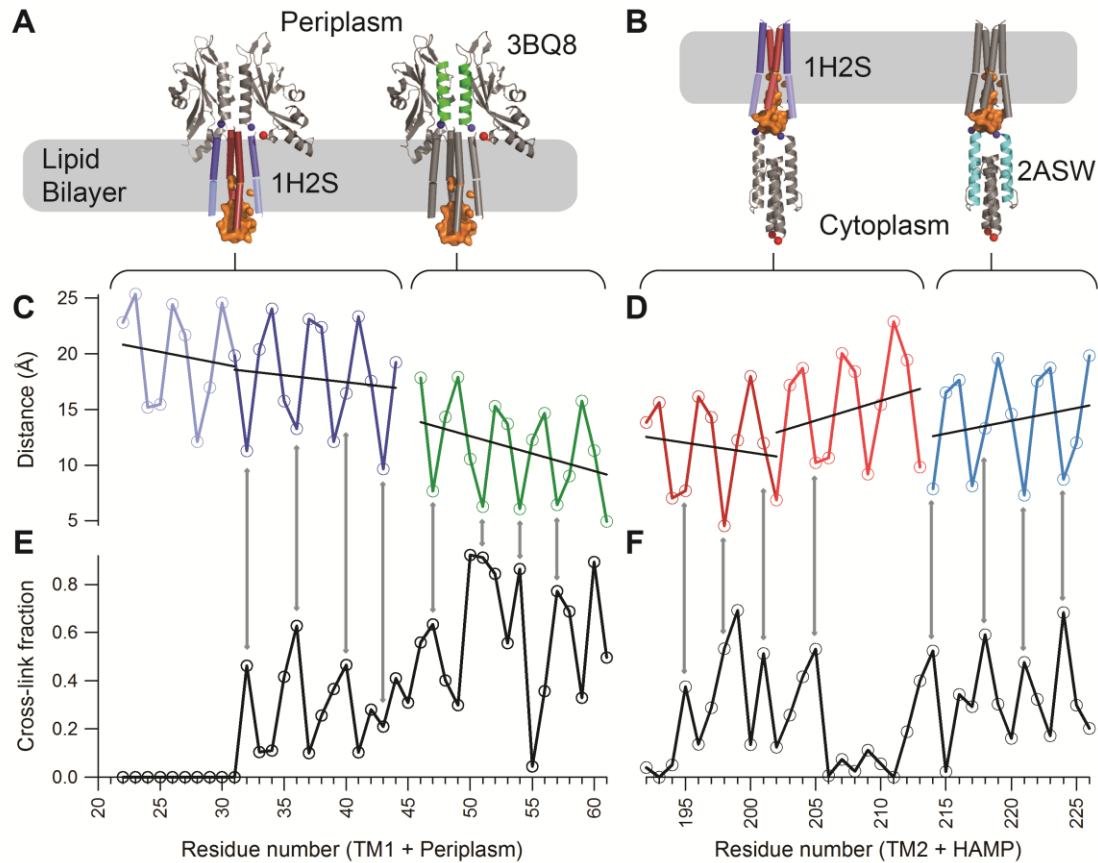 A
Periplasm
3BQ8
B
1H2S
Lipid
Bilayer
1H2S
2ASW
Cytoplasm
C
D
Distance (Å)
25
20
15
10
5
E
F
Cross-link fraction
0.8
0.6
0.4
0.2
0.0
20 25 30 35 40 45 50 55 60
195 200 205 210 215 220 225
Residue number (TM1 + Periplasm)
Residue number (TM2 + HAMP)